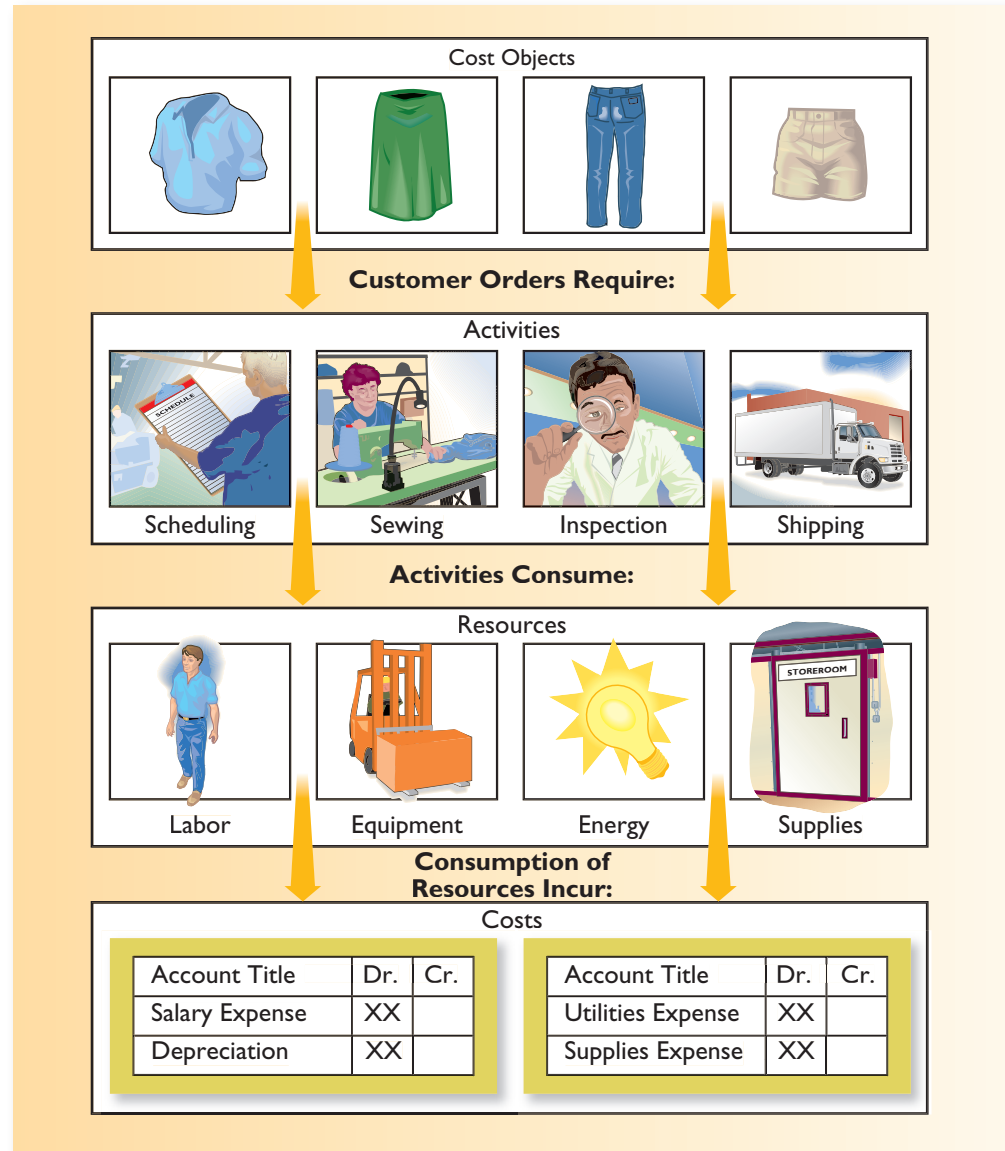 Cost Objects
Customer Orders Require:
Activities
SCHEDULE
Scheduling
Sewing
Inspection
Shipping
Activities Consume:
Resources
STOREROOM
Labor
Equipment
Energy
Supplies
Consumption of
Resources Incur:
Costs
Account Title Dr. Cr.
Salary Expense XX
Depreciation XX
Account Title Dr. Cr.
Utilities Expense XX
Supplies Expense XX